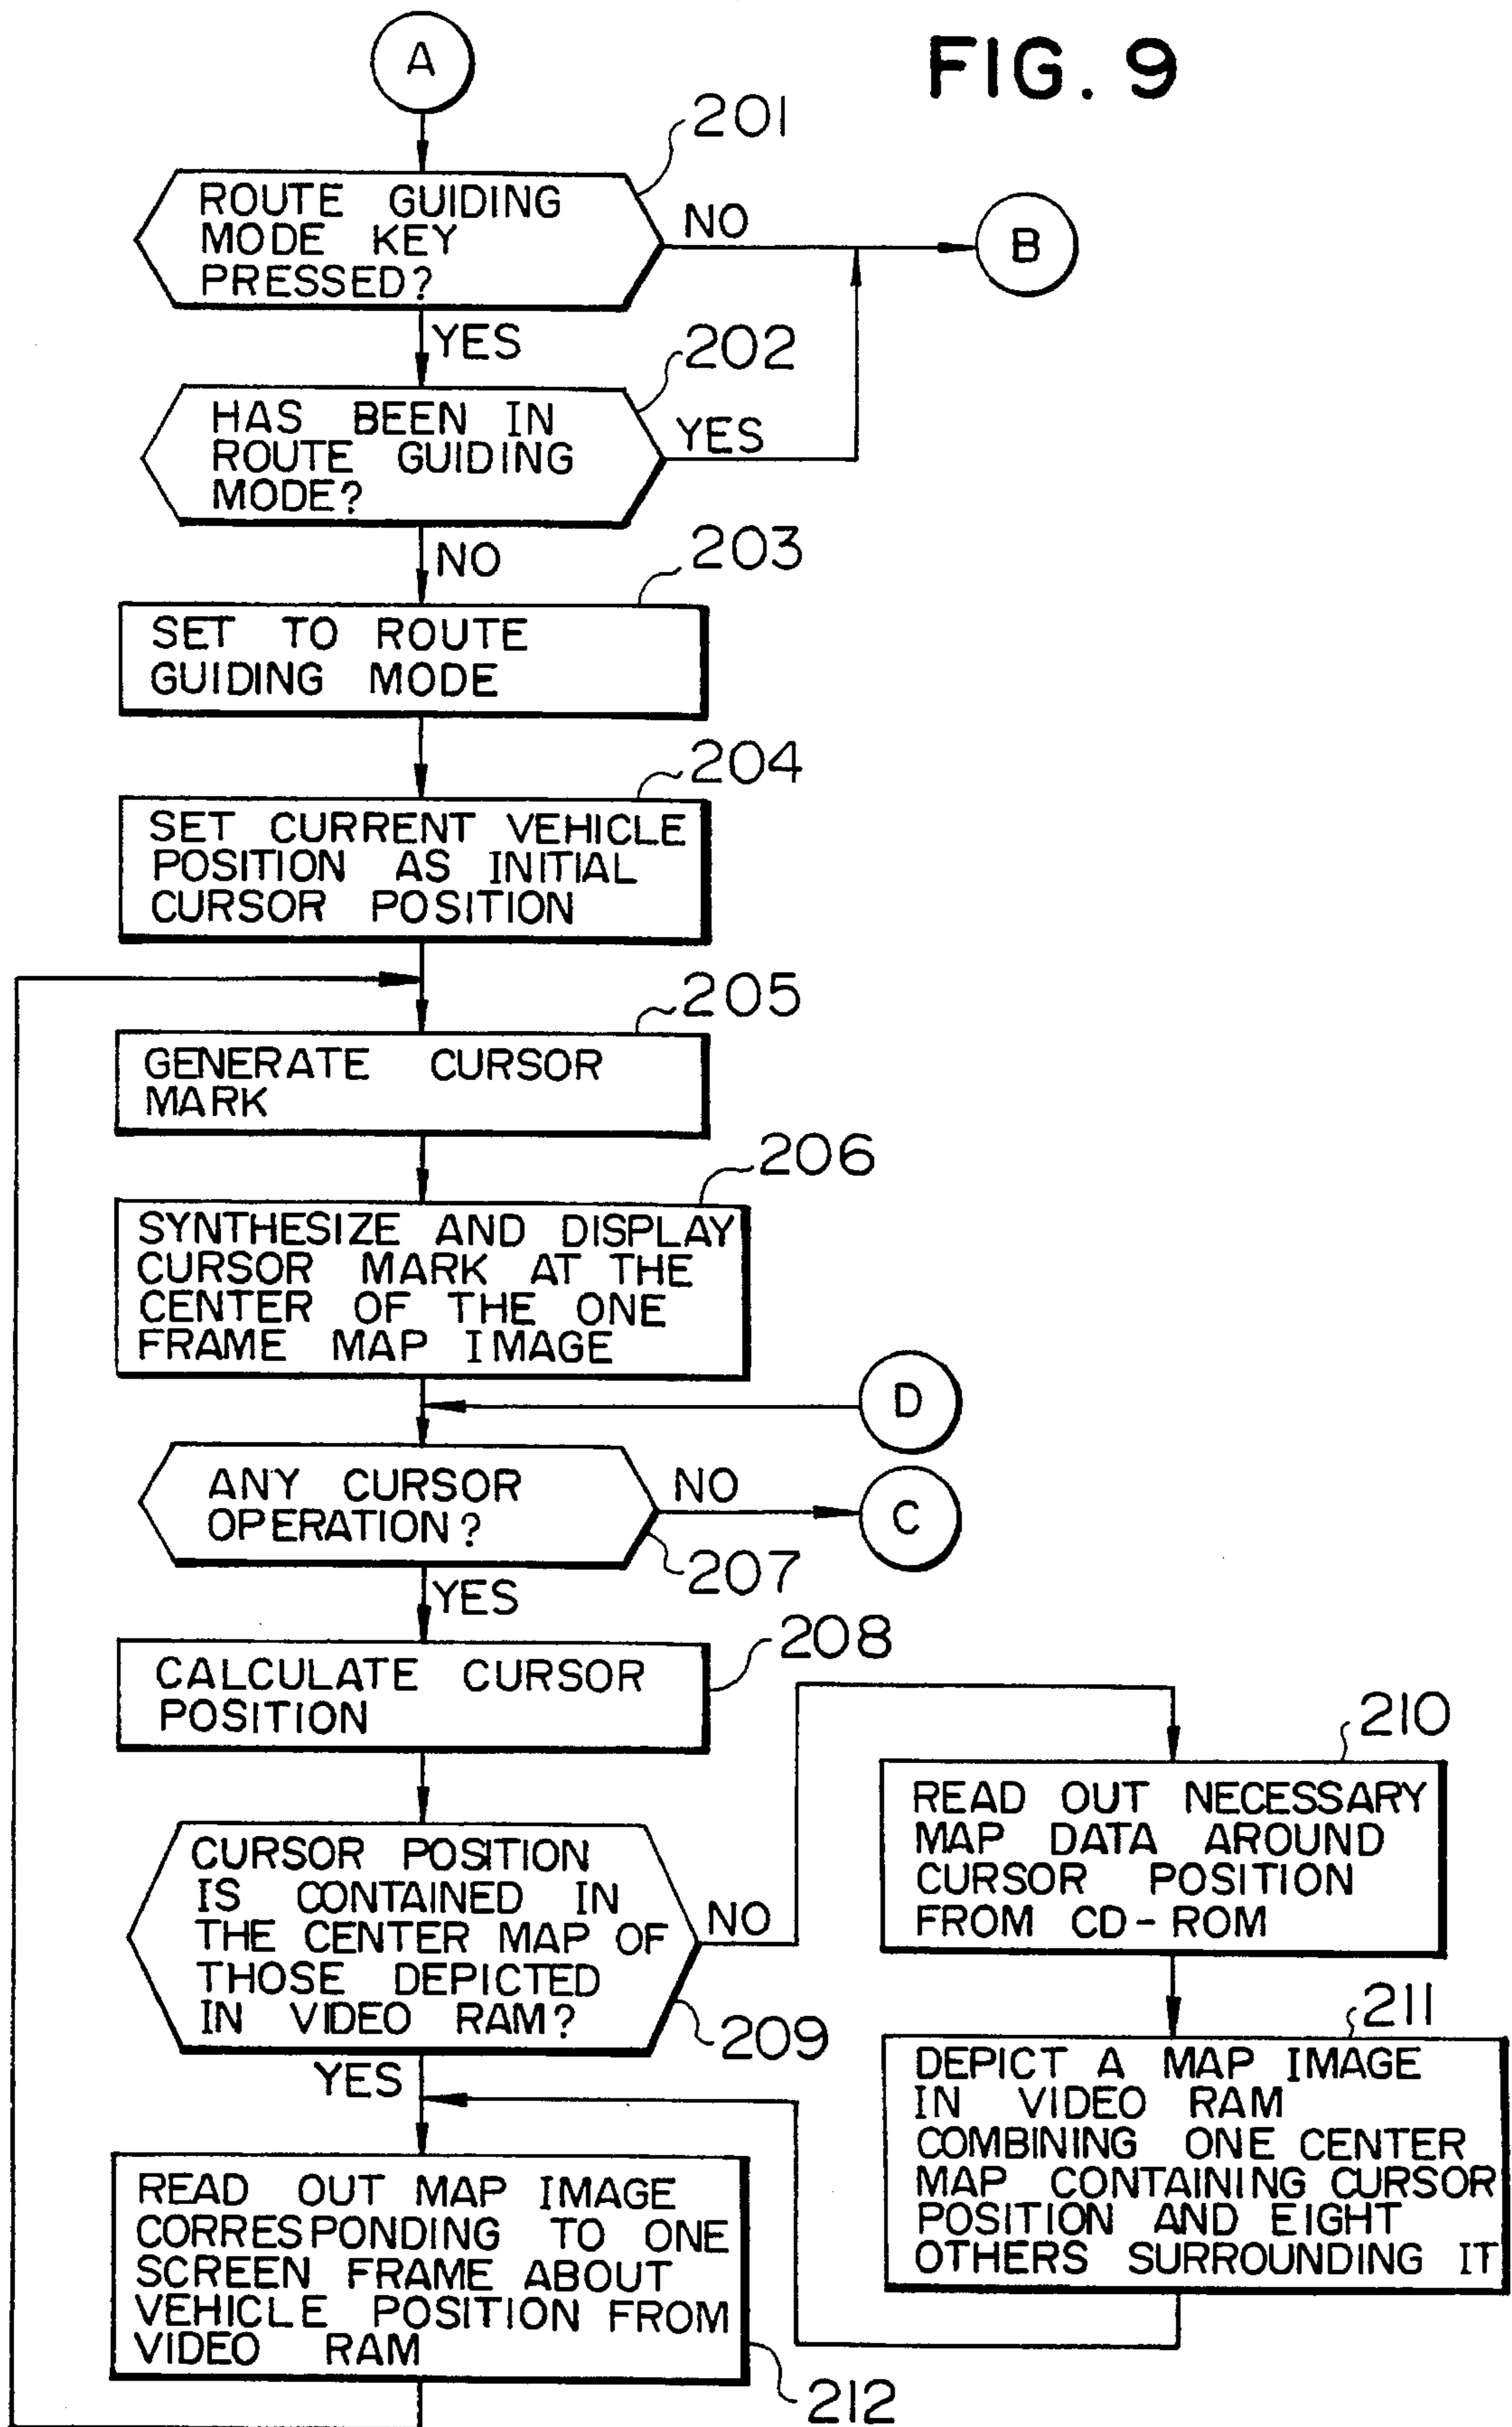 FIG. 9
A
201
ROUTE GUIDING
MODE KEY
PRESSED?
NO
B
YES
202
HAS BEEN IN
ROUTE GUIDING
MODE?
YES
NO
203
SET TO ROUTE
GUIDING MODE
204
SET CURRENT VEHICLE
POSITION AS INITIAL
CURSOR POSITION
205
GENERATE CURSOR
MARK
206
SYNTHESIZE AND DISPLAY
CURSOR MARK AT THE
CENTER OF THE ONE
FRAME MAP IMAGE
D
ANY CURSOR
OPERATION?
NO
C
207
YES
208
CALCULATE CURSOR
POSITION
CURSOR POSITION
IS CONTAINED IN
THE CENTER MAP OF
THOSE DEPICTED
IN VIDEO RAM?
NO
209
YES
210
READ OUT NECESSARY
MAP DATA AROUND
CURSOR POSITION
FROM CD-ROM
211
DEPICT A MAP IMAGE
IN VIDEO RAM
COMBINING ONE CENTER
MAP CONTAINING CURSOR
POSITION AND EIGHT
OTHERS SURROUNDING IT
READ OUT MAP IMAGE
CORRESPONDING TO ONE
SCREEN FRAME ABOUT
VEHICLE POSITION FROM
VIDEO RAM
212